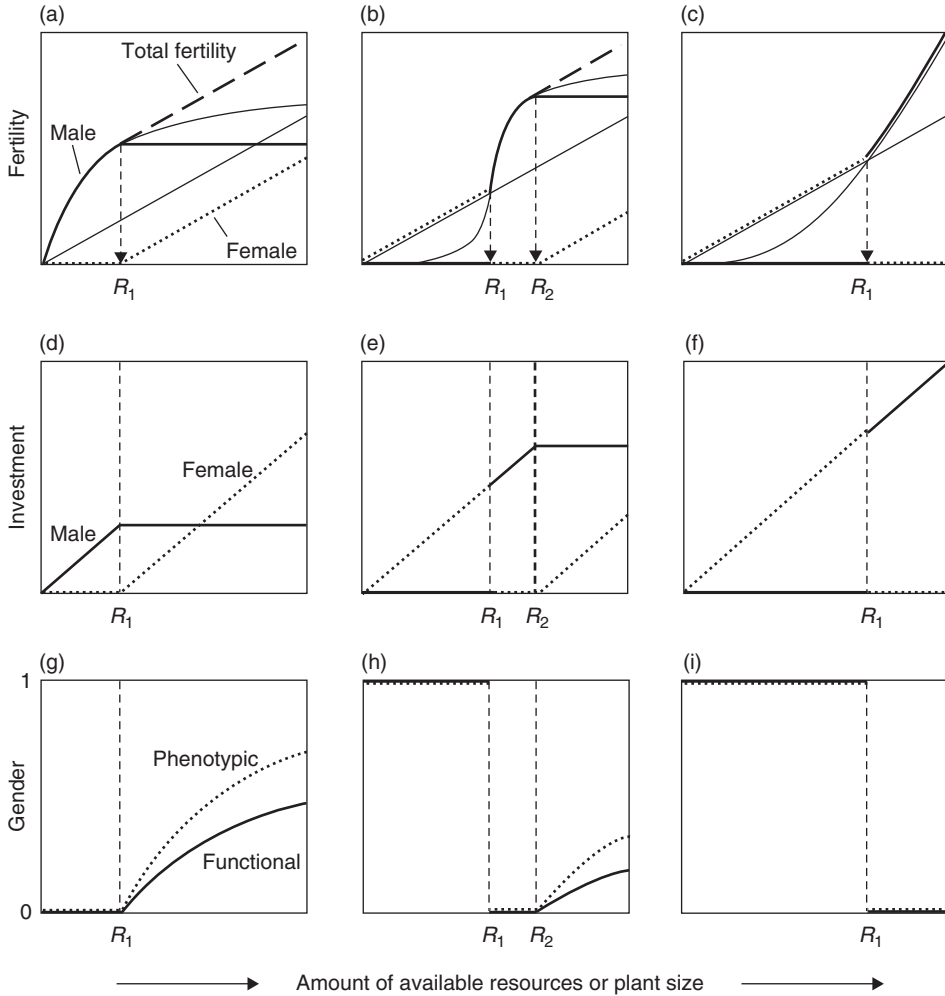 (a) (b) (c)
Total fertility
Male
Female
Fertility
R1 R1 R2 R1
(d) (e) (f)
Female
Male
Investment
R1 R1 R2 R1
(g) (h) (i)
1
Phenotypic
Functional
Gender
0
R1 R1 R2 R1
Amount of available resources or plant size